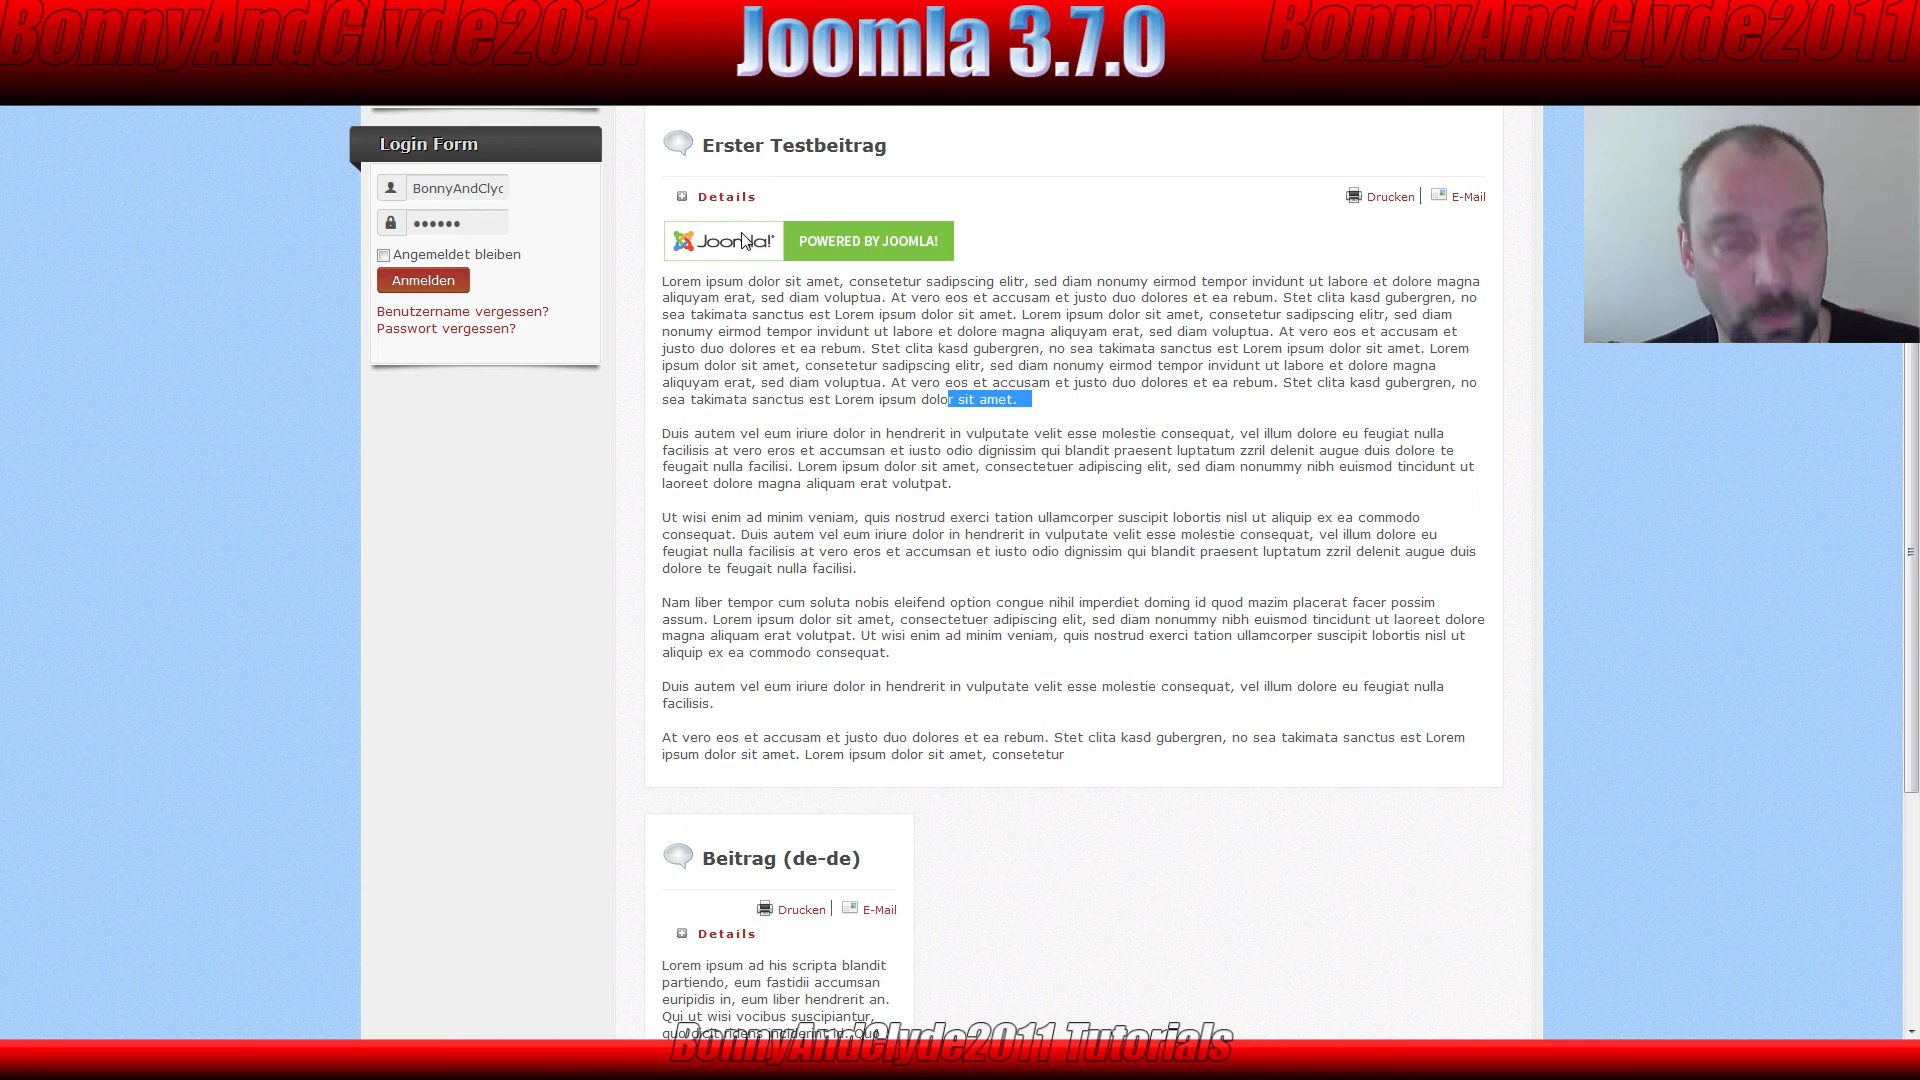 BonnyAndClyde2011
Joomla 3.7.0
BonnyAndClyde2011
Login Form
BonnyAndClyd
Angemeldet bleiben
Anmelden
Benutzername vergessen?
Passwort vergessen?
Erster Testbeitrag
Details
Drucken
E-Mail
Joomla!
POWERED BY JOOMLA!
Lorem ipsum dolor sit amet, consetetur sadipscing elitr, sed diam nonumy eirmod tempor invidunt ut labore et dolore magna
aliquyam erat, sed diam voluptua. At vero eos et accusam et justo duo dolores et ea rebum. Stet clita kasd gubergren, no
sea takimata sanctus est Lorem ipsum dolor sit amet. Lorem ipsum dolor sit amet, consetetur sadipscing elitr, sed diam
nonumy eirmod tempor invidunt ut labore et dolore magna aliquyam erat, sed diam voluptua. At vero eos et accusam et
justo duo dolores et ea rebum. Stet clita kasd gubergren, no sea takimata sanctus est Lorem ipsum dolor sit amet. Lorem
ipsum dolor sit amet, consetetur sadipscing elitr, sed diam nonumy eirmod tempor invidunt ut labore et dolore magna
aliquyam erat, sed diam voluptua. At vero eos et accusam et justo duo dolores et ea rebum. Stet clita kasd gubergren, no
sea takimata sanctus est Lorem ipsum dolor sit amet.
Duis autem vel eum iriure dolor in hendrerit in vulputate velit esse molestie consequat, vel illum dolore eu feugiat nulla
facilisis at vero eros et accumsan et iusto odio dignissim qui blandit praesent luptatum zzril delenit augue duis dolore te
feugait nulla facilisi. Lorem ipsum dolor sit amet, consectetuer adipiscing elit, sed diam nonummy nibh euismod tincidunt ut
laoreet dolore magna aliquam erat volutpat.
Ut wisi enim ad minim veniam, quis nostrud exerci tation ullamcorper suscipit lobortis nisl ut aliquip ex ea commodo
consequat. Duis autem vel eum iriure dolor in hendrerit in vulputate velit esse molestie consequat, vel illum dolore eu
feugiat nulla facilisis at vero eros et accumsan et iusto odio dignissim qui blandit praesent luptatum zzril delenit augue duis
dolore te feugait nulla facilisi.
Nam liber tempor cum soluta nobis eleifend option congue nihil imperdiet doming id quod mazim placerat facer possim
assum. Lorem ipsum dolor sit amet, consectetuer adipiscing elit, sed diam nonummy nibh euismod tincidunt ut laoreet dolore
magna aliquam erat volutpat. Ut wisi enim ad minim veniam, quis nostrud exerci tation ullamcorper suscipit lobortis nisl ut
aliquip ex ea commodo consequat.
Duis autem vel eum iriure dolor in hendrerit in vulputate velit esse molestie consequat, vel illum dolore eu feugiat nulla
facilisis.
At vero eos et accusam et justo duo dolores et ea rebum. Stet clita kasd gubergren, no sea takimata sanctus est Lorem
ipsum dolor sit amet. Lorem ipsum dolor sit amet, consetetur
Beitrag (de-de)
Drucken
E-Mail
Details
Lorem ipsum ad his scripta blandit
partiendo, eum fastidii accumsan
euripidis in, eum liber hendrerit an.
Qui ut wisi vocibus suscipiantur,
quo dicit ridens inciderint id. Quo
BonnyAndClyde2011 Tutorials